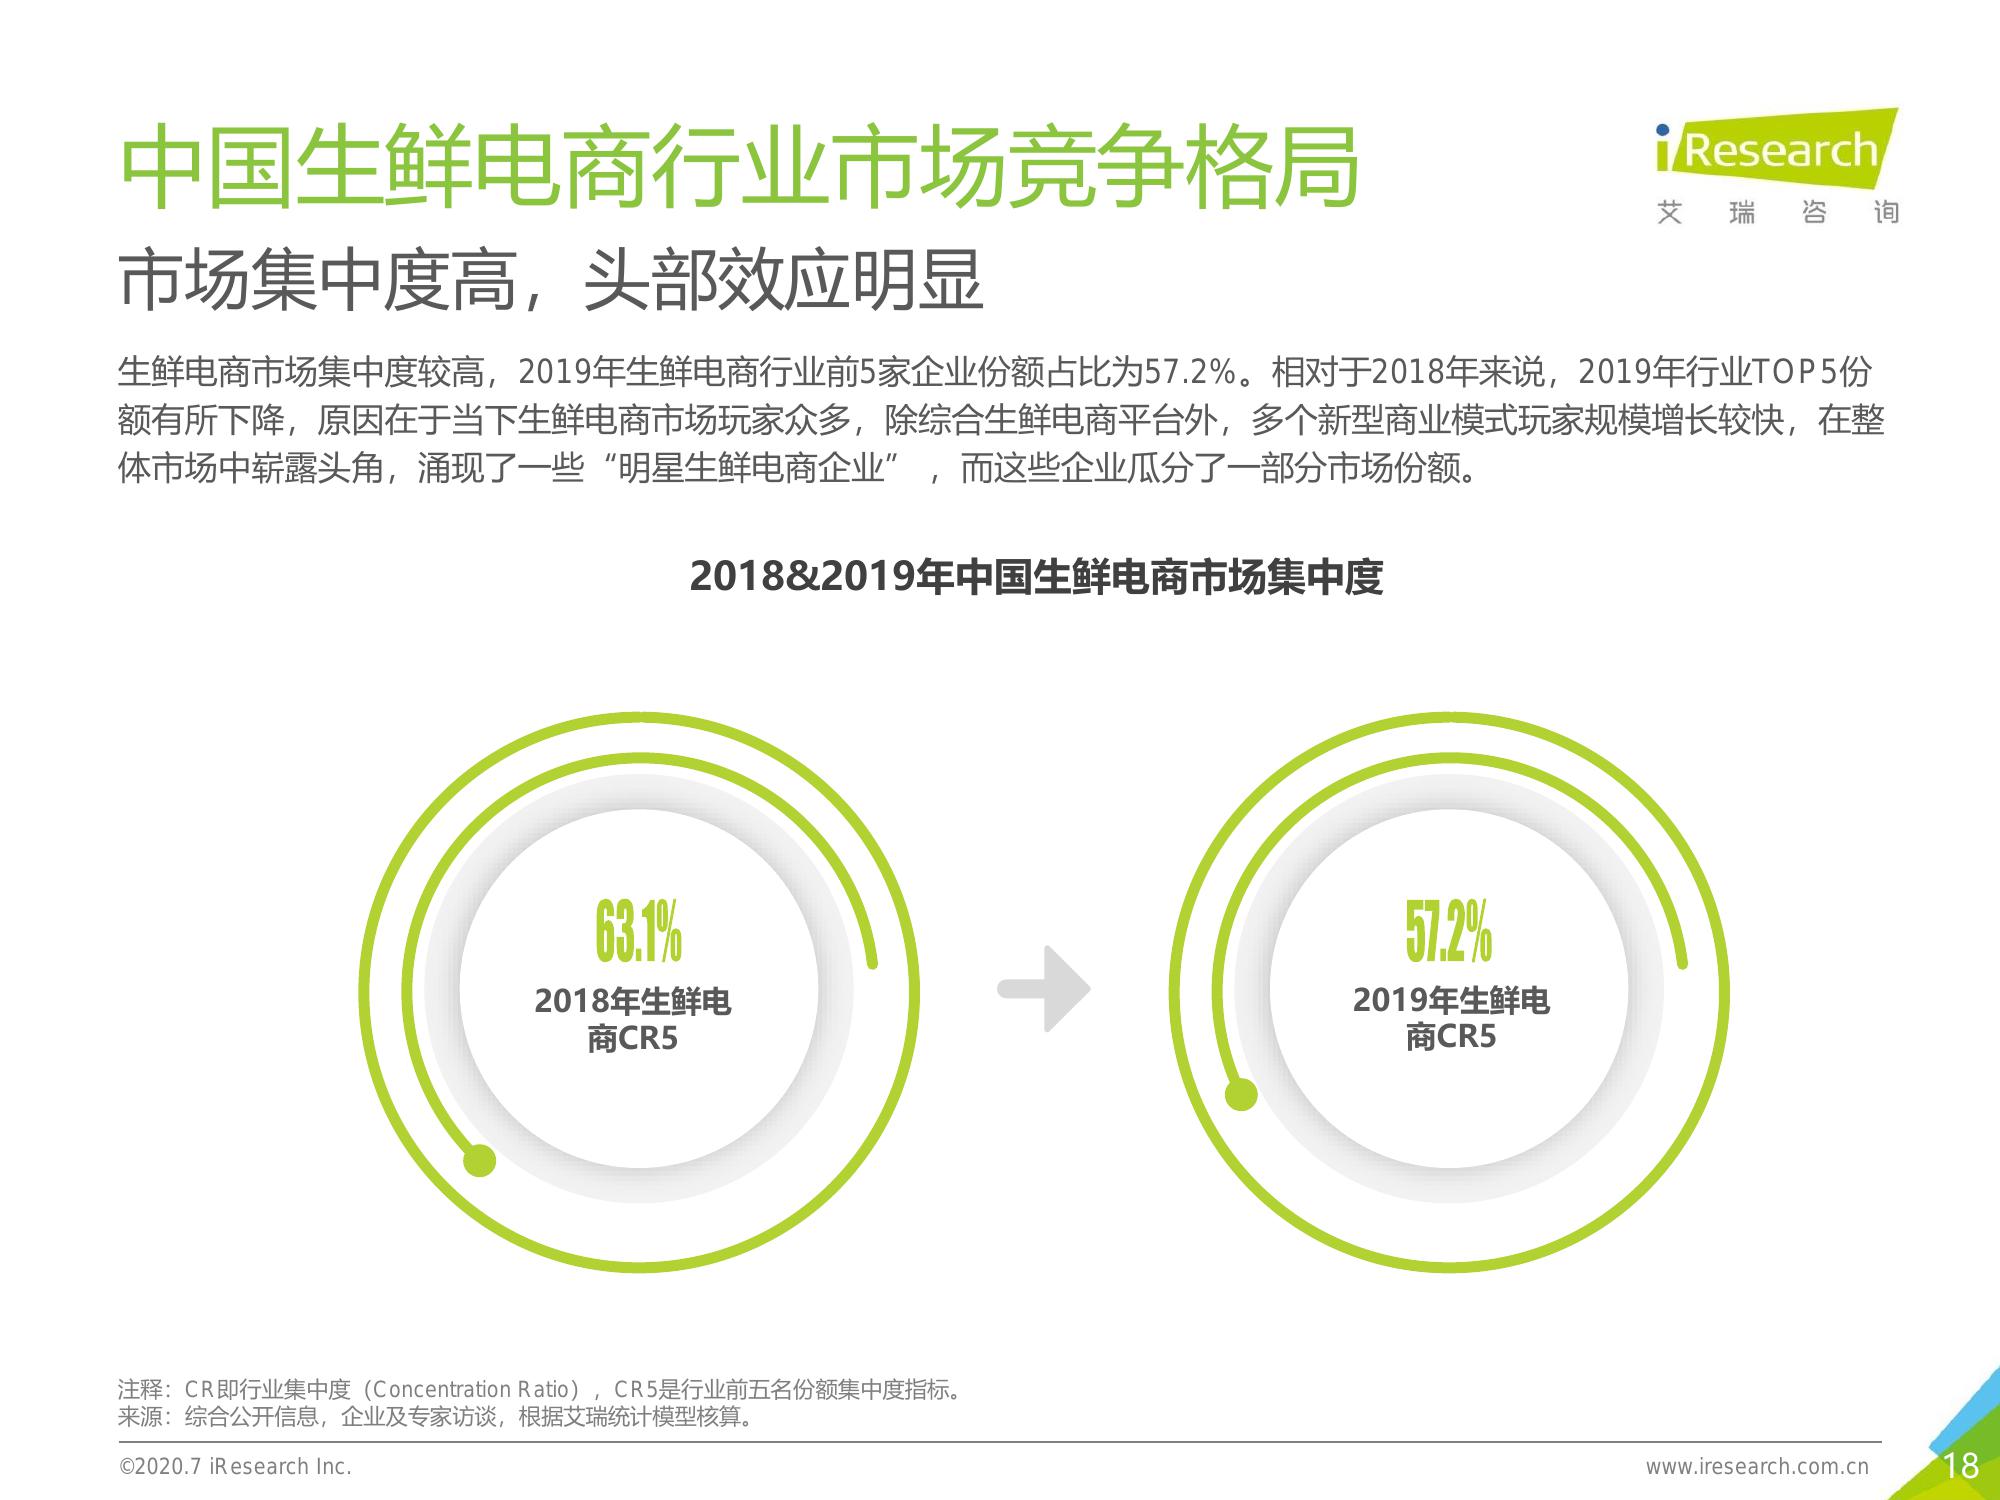 中国生鲜电商行业市场竞争格局
iResearch
艾瑞咨询
市场集中度高，头部效应明显
生鲜电商市场集中度较高，2019年生鲜电商行业前5家企业份额占比为57.2%。相对于2018年来说，2019年行业TOP5份
额有所下降，原因在于当下生鲜电商市场玩家众多，除综合生鲜电商平台外，多个新型商业模式玩家规模增长较快，在整
体市场中崭露头角，涌现了一些“明星生鲜电商企业”，而这些企业瓜分了一部分市场份额。
2018&2019年中国生鲜电商市场集中度
63.1%
2018年生鲜电
商CR5
57.2%
2019年生鲜电
商CR5
注释：CR即行业集中度（Concentration Ratio），CR5是行业前五名份额集中度指标。
来源：综合公开信息，企业及专家访谈，根据艾瑞统计模型核算。
©2020.7 iResearch Inc.
www.iresearch.com.cn
18